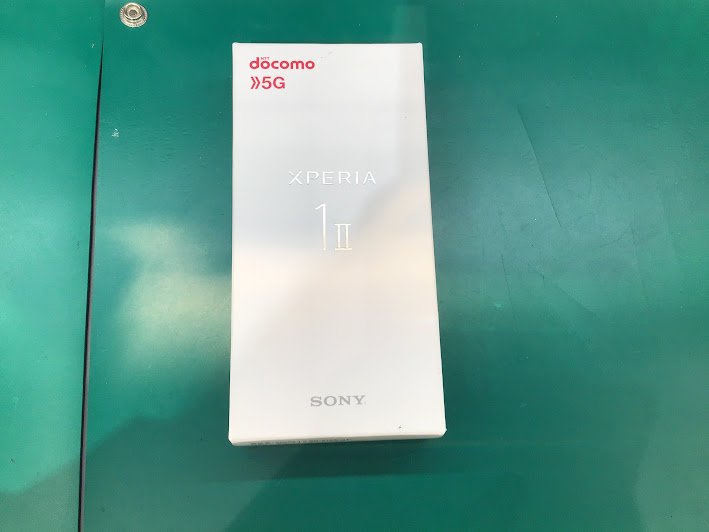 docomo
》5G
XPERIA
1 II
SONY